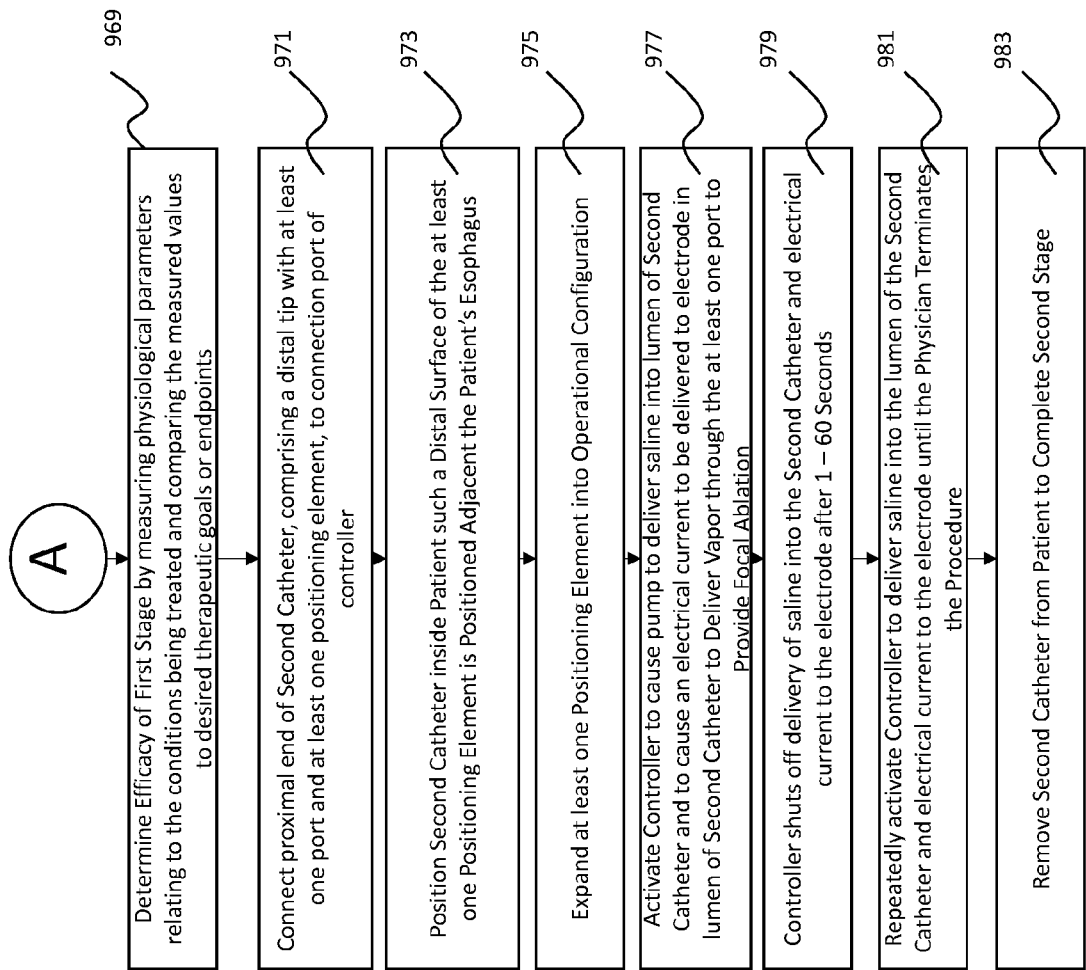 A
969
Determine Efficacy of First Stage by measuring physiological parameters
relating to the conditions being treated and comparing the measured values
to desired therapeutic goals or endpoints
971
Connect proximal end of Second Catheter, comprising a distal tip with at least
one port and at least one positioning element, to connection port of
controller
973
Position Second Catheter inside Patient such a Distal Surface of the at least
one Positioning Element is Positioned Adjacent the Patient's Esophagus
975
Expand at least one Positioning Element into Operational Configuration
977
Activate Controller to cause pump to deliver saline into lumen of Second
Catheter and to cause an electrical current to be delivered to electrode in
lumen of Second Catheter to Deliver Vapor through the at least one port to
Provide Focal Ablation
979
Controller shuts off delivery of saline into the Second Catheter and electrical
current to the electrode after 1 – 60 Seconds
981
Repeatedly activate Controller to deliver saline into the lumen of the Second
Catheter and electrical current to the electrode until the Physician Terminates
the Procedure
983
Remove Second Catheter from Patient to Complete Second Stage